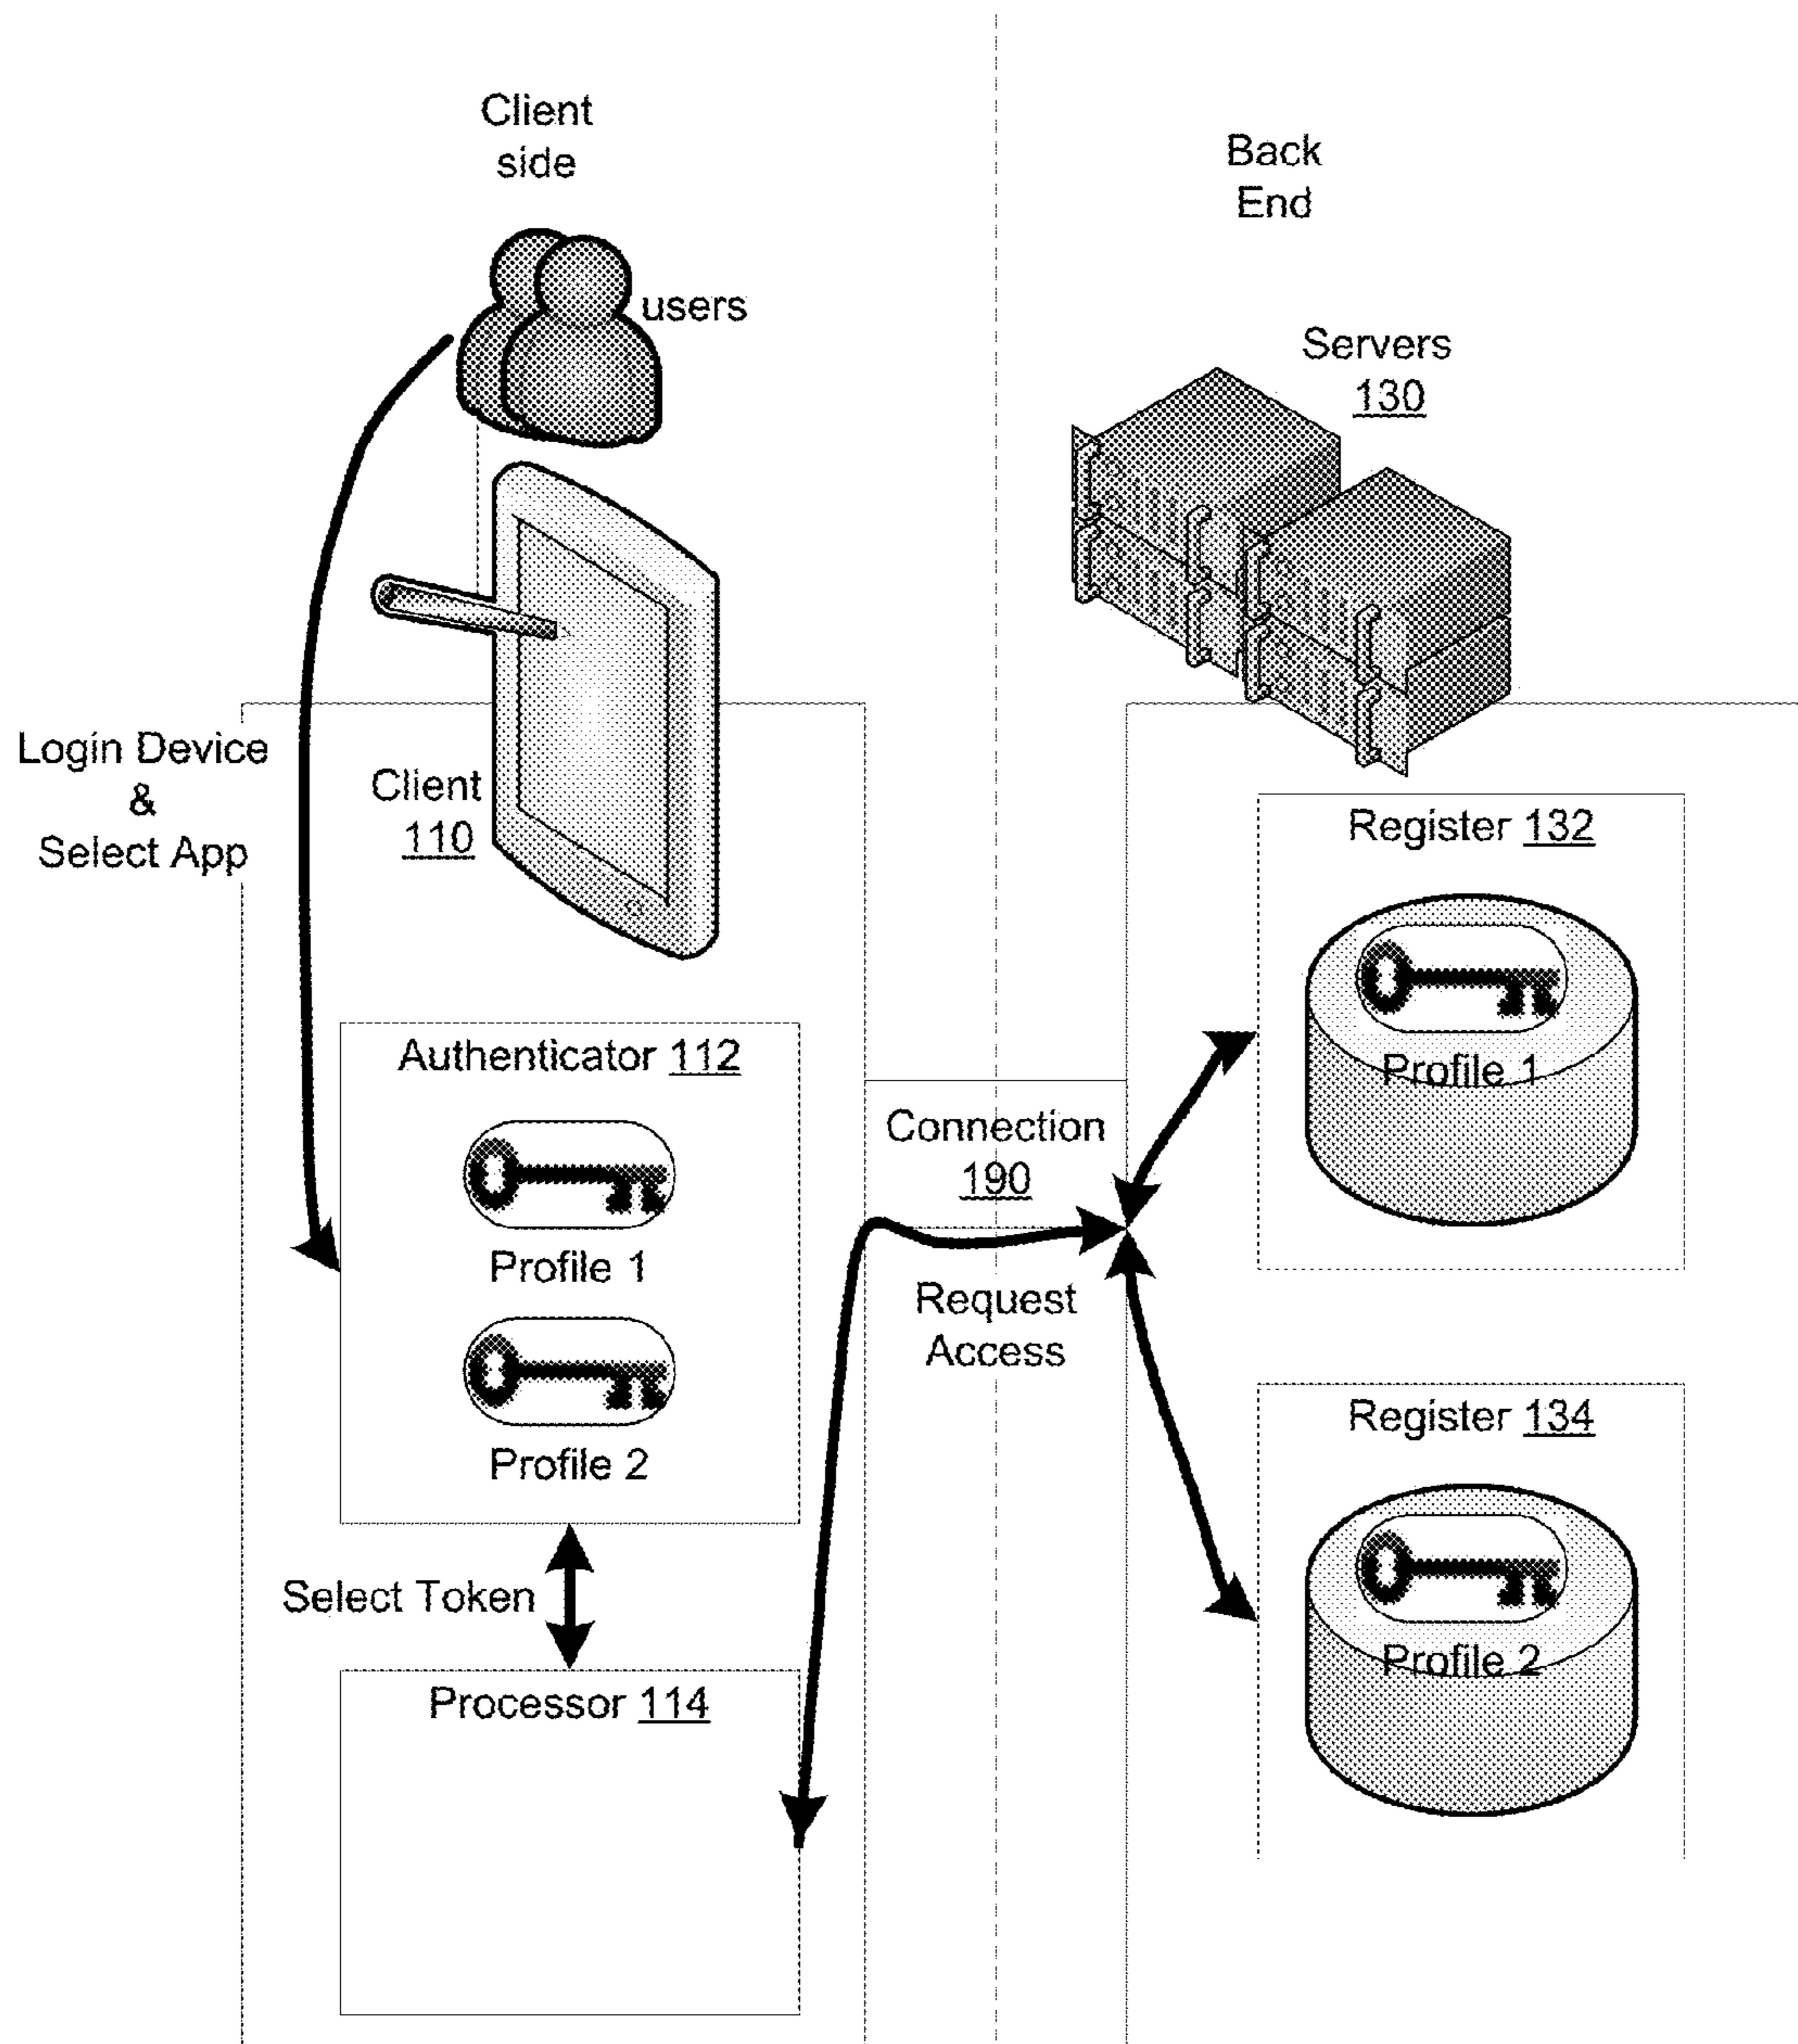 Client
side
Back
End
users
Servers
130
Login Device
&
Select App
Client
110
Register 132
Profile 1
Authenticator 112
Profile 1
Profile 2
Connection
190
Request
Access
Register 134
Profile 2
Select Token
Processor 114